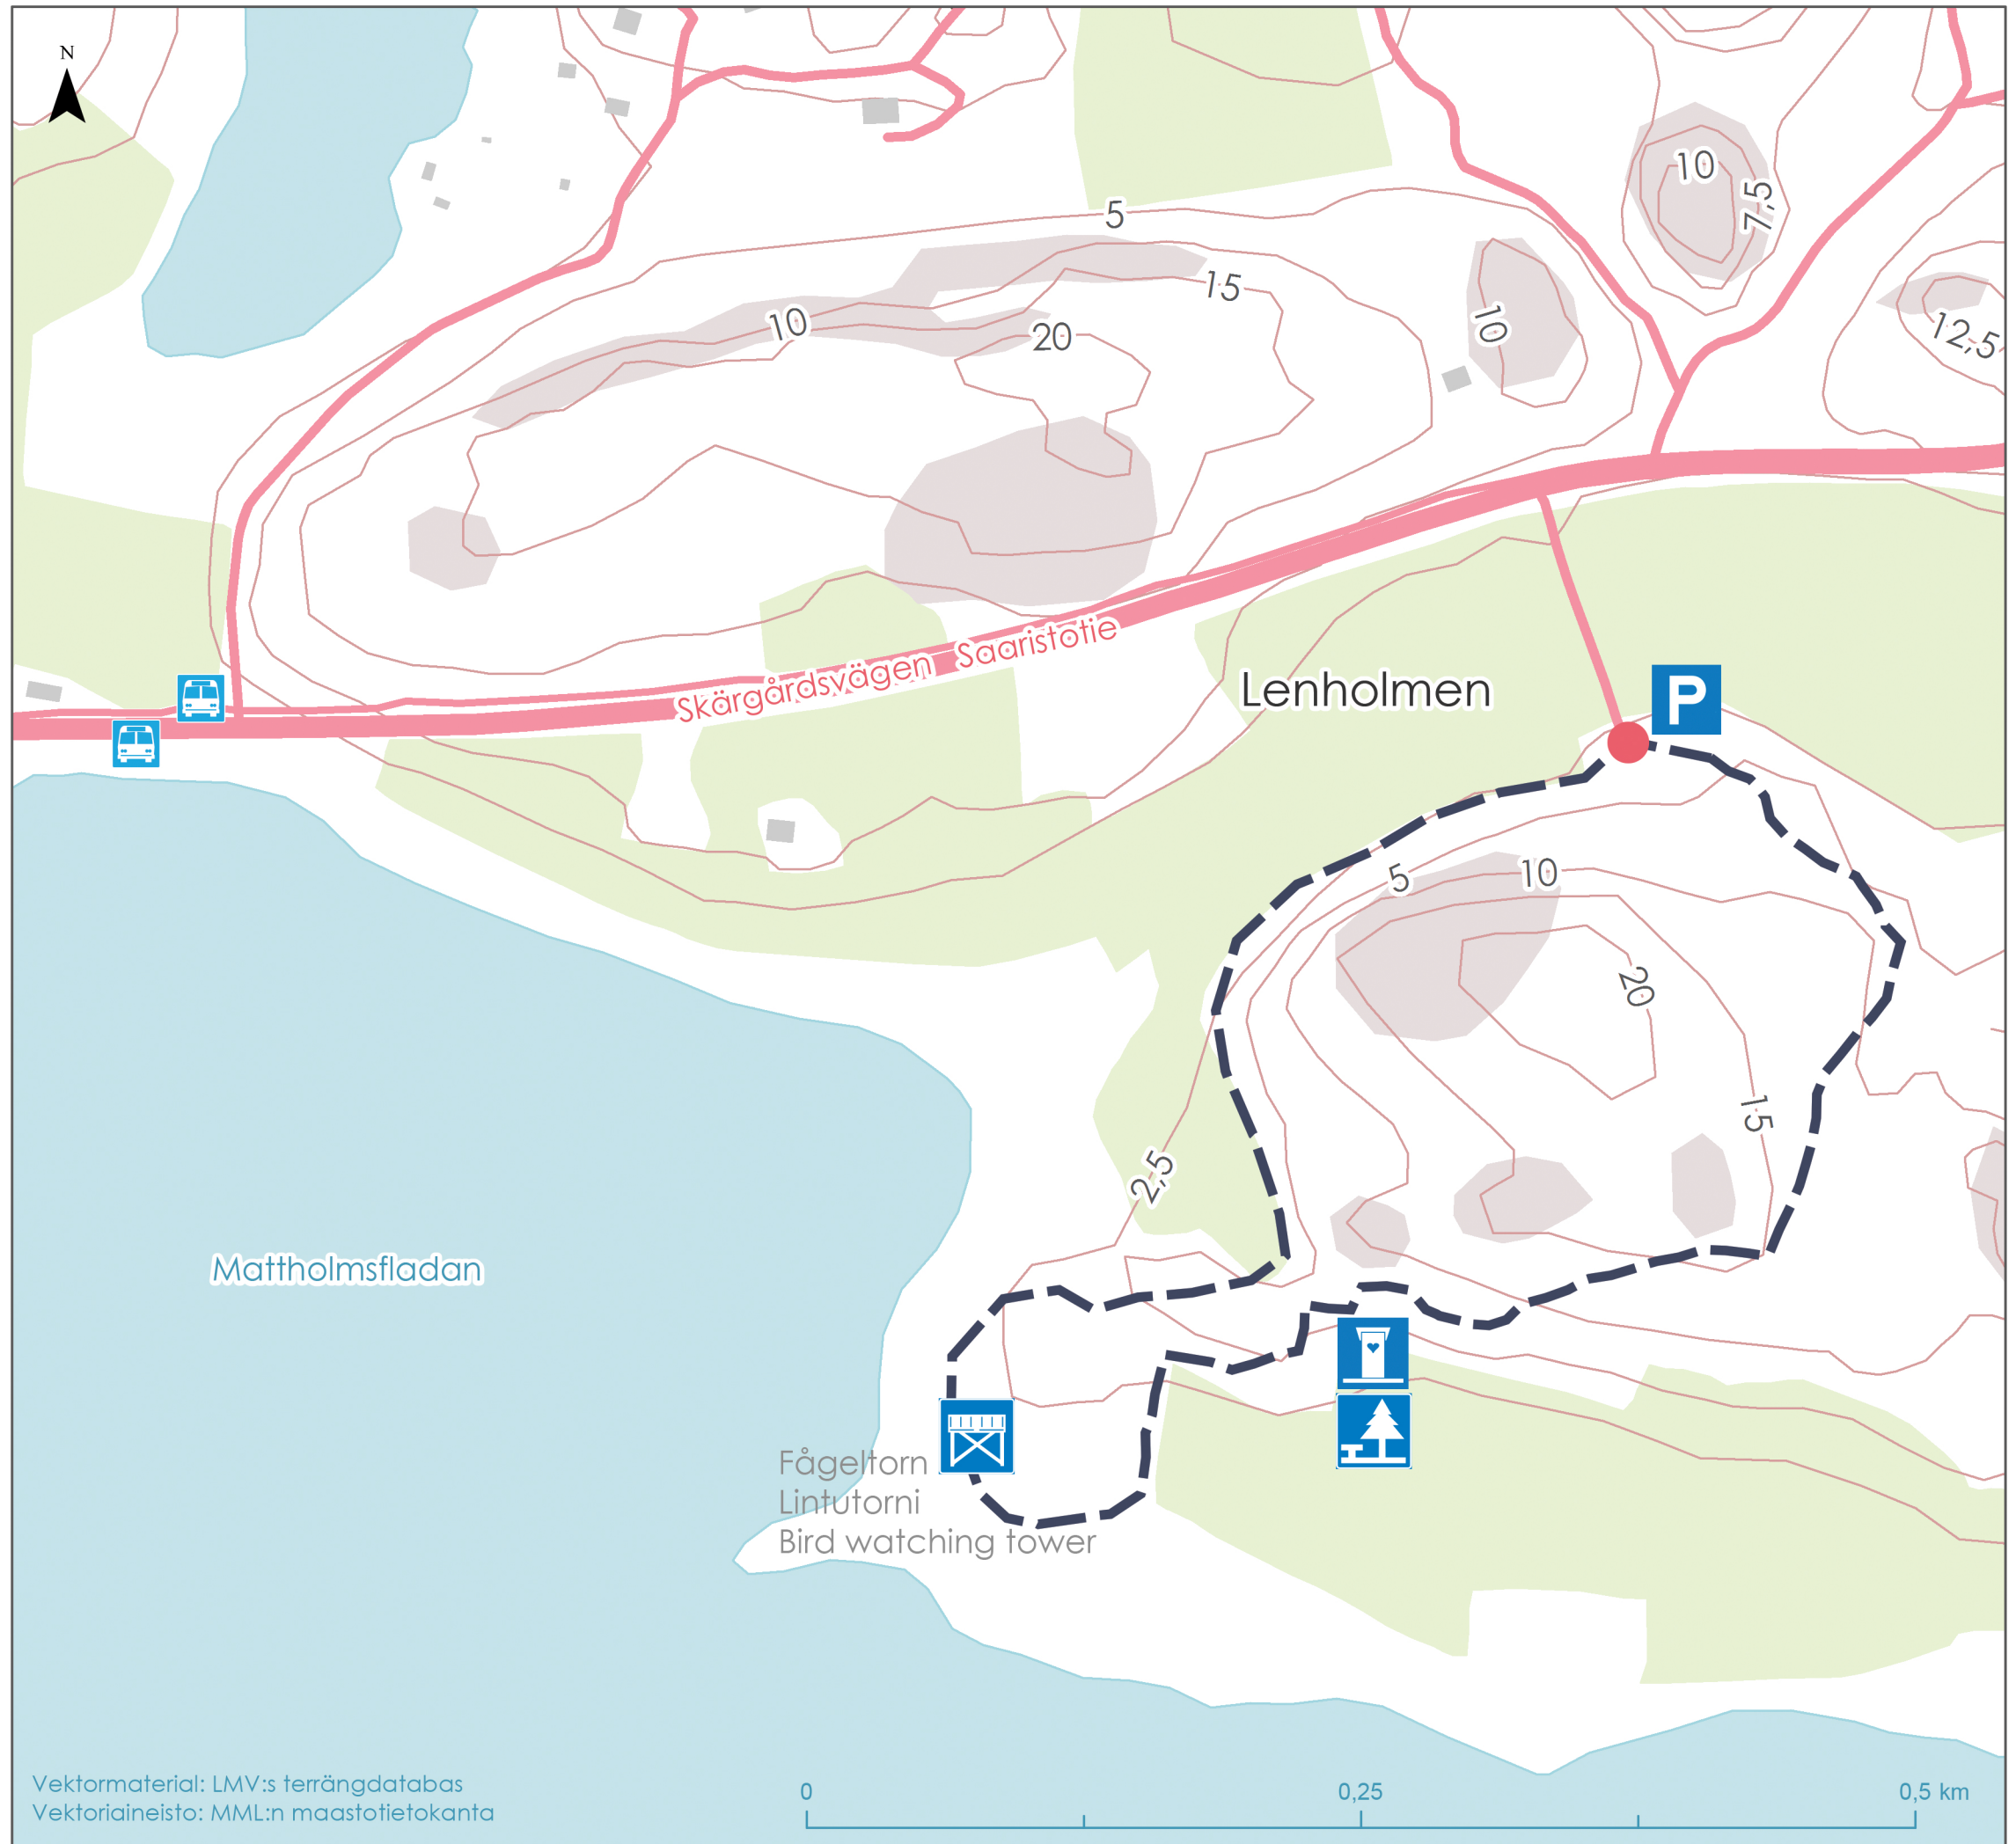 N
5
10
7,5
15
10
20
10
12,5
Skärgårdsvägen Saaristotie
Lenholmen
P
5
10
20
15
2,5
Mattholmsfladan
Fågeltorn
Lintutorni
Bird watching tower
Vektormaterial: LMV:s terrängdatabas
Vektoriaineisto: MML:n maastotietokanta
0 0,25 0,5 km